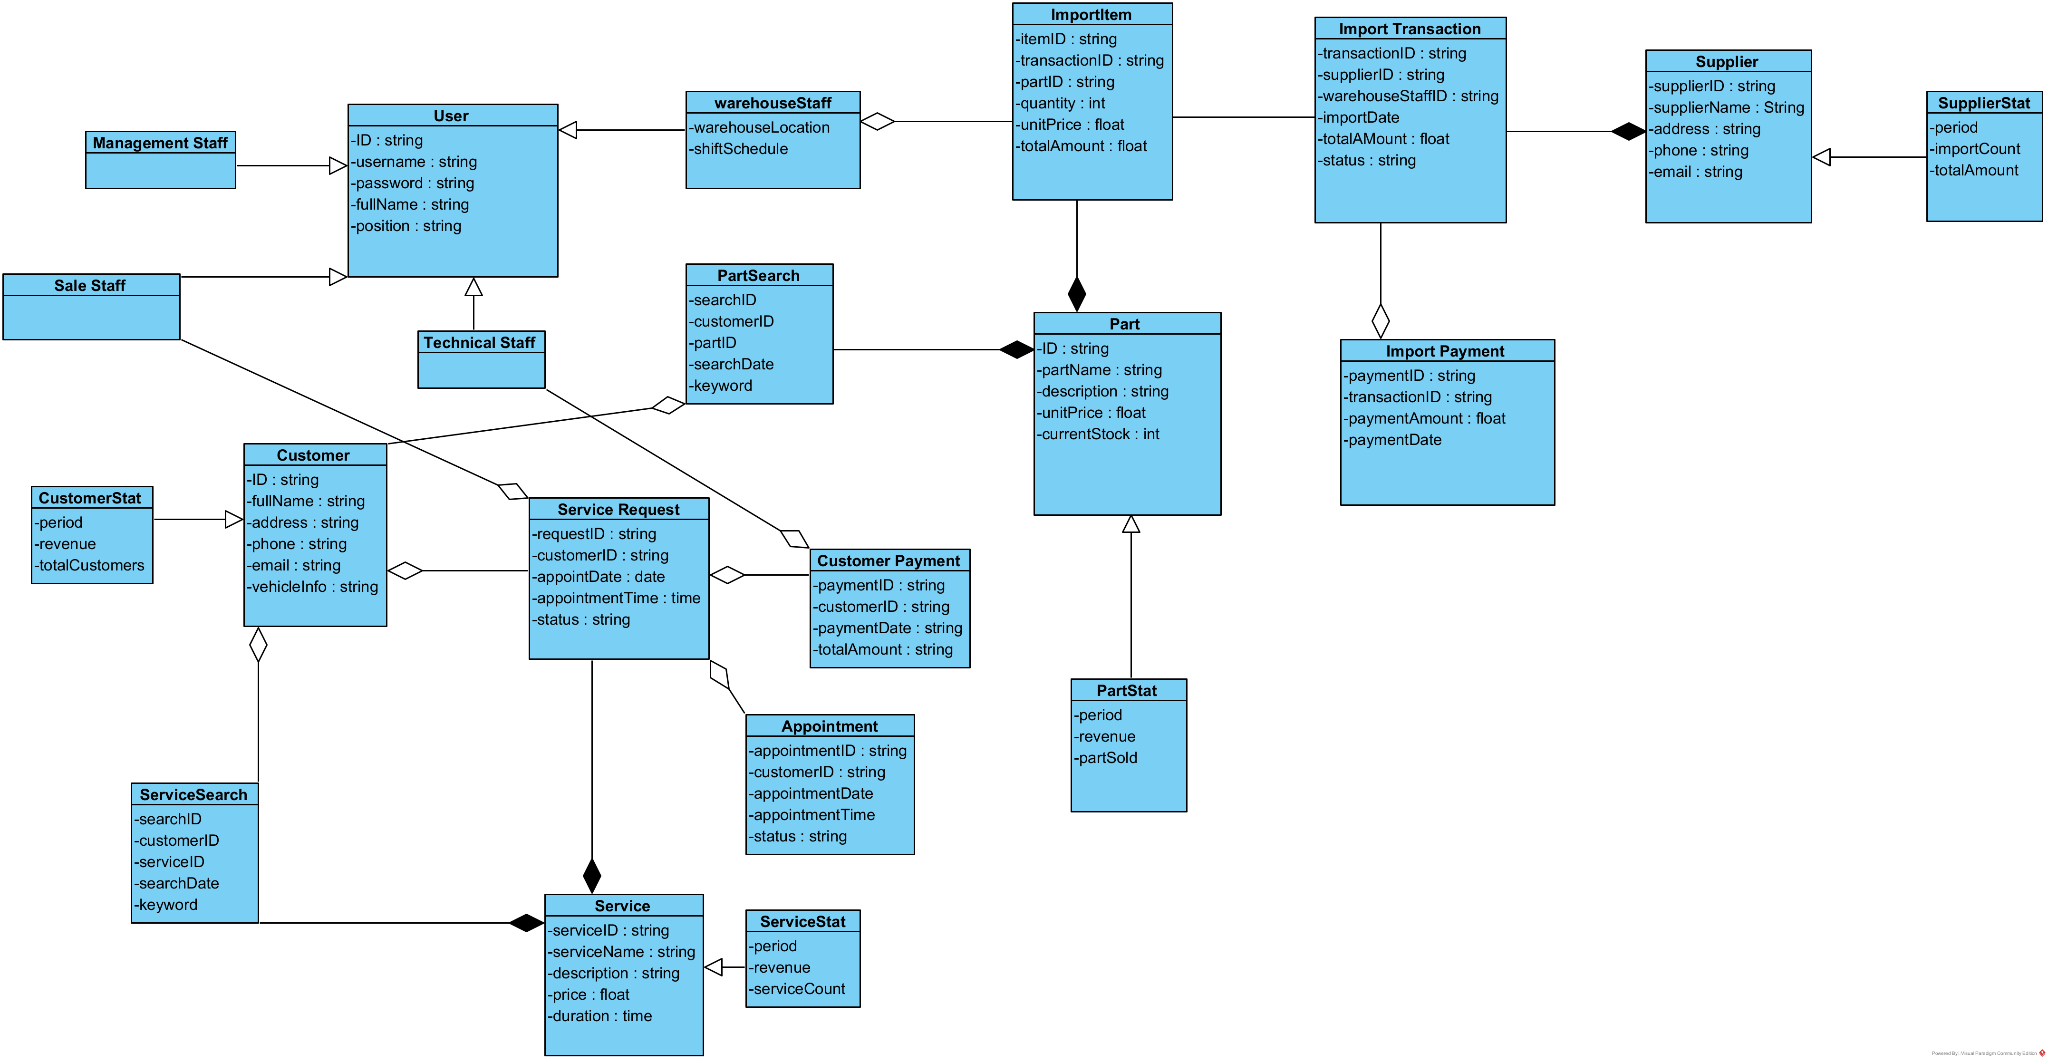 ImportItem
-itemID : string
-transactionID : string
-partID : string
-quantity : int
-unitPrice : float
-totalAmount : float
Import Transaction
-transactionID : string
-supplierID : string
-warehouseStaffID : string
-importDate
-totalAMount : float
-status : string
Supplier
-supplierID : string
-supplierName : String
-address : string
-phone : string
-email : string
SupplierStat
-period
-importCount
-totalAmount
warehouseStaff
-warehouseLocation
-shiftSchedule
User
-ID : string
-username : string
-password : string
-fullName : string
-position : string
Management Staff
Sale Staff
Technical Staff
PartSearch
-searchID
-customerID
-partID
-searchDate
-keyword
Part
-ID : string
-partName : string
-description : string
-unitPrice : float
-currentStock : int
Import Payment
-paymentID : string
-transactionID : string
-paymentAmount : float
-paymentDate
Customer
-ID : string
-fullName : string
-address : string
-phone : string
-email : string
-vehicleInfo : string
CustomerStat
-period
-revenue
-totalCustomers
Service Request
-requestID : string
-customerID : string
-appointDate : date
-appointmentTime : time
-status : string
Customer Payment
-paymentID : string
-customerID : string
-paymentDate : string
-totalAmount : string
PartStat
-period
-revenue
-partSold
Appointment
-appointmentID : string
-customerID : string
-appointmentDate
-appointmentTime
-status : string
ServiceSearch
-searchID
-customerID
-serviceID
-searchDate
-keyword
Service
-serviceID : string
-serviceName : string
-description : string
-price : float
-duration : time
ServiceStat
-period
-revenue
-serviceCount
Powered By: Visual Paradigm Community Edition